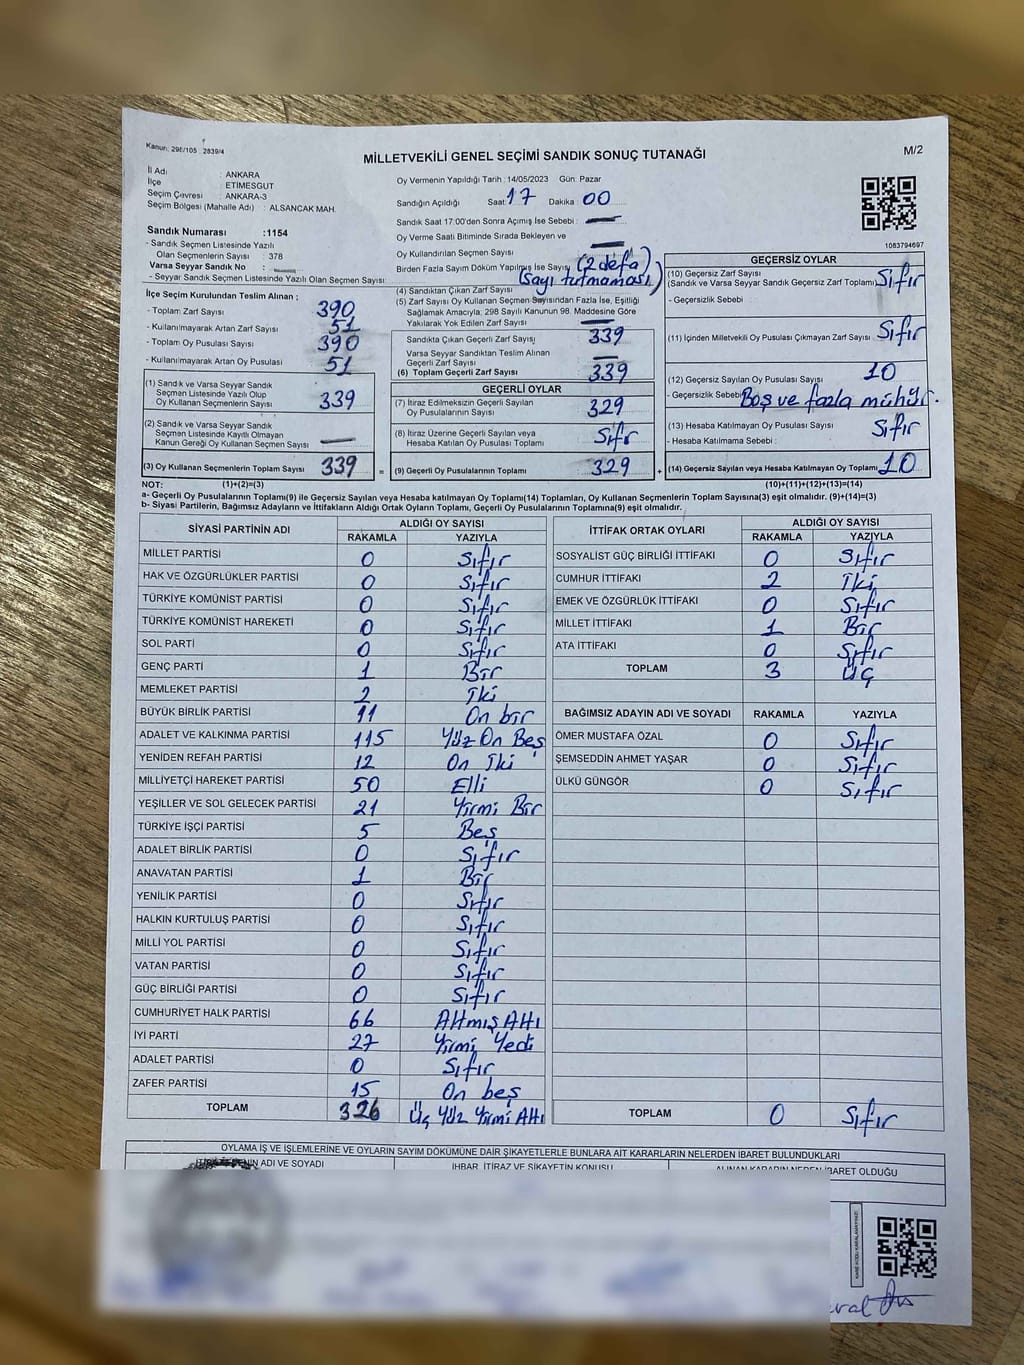 Kanun: 298/105 2839/4
MİLLETVEKİLİ GENEL SEÇİMİ SANDIK SONUÇ TUTANAĞI
M/2
İl Adı : ANKARA
İlçe : ETİMESGUT
Seçim Çevresi : ANKARA-3
Seçim Bölgesi (Mahalle Adı) : ALSANCAK MAH.
Sandık Numarası :1154
- Sandık Seçmen Listesinde Yazılı
Olan Seçmenlerin Sayısı : 378
Varsa Seyyar Sandık No :
- Seyyar Sandık Seçmen Listesinde Yazılı Olan Seçmen Sayısı:
Oy Vermenin Yapıldığı Tarih :14/05/2023 Gün: Pazar
Sandığın Açıldığı Saat 17 Dakika 00
Sandık Saat 17:00'den Sonra Açımış İse Sebebi :
Oy Verme Saati Bitiminde Sırada Bekleyen ve
Oy Kullandırılan Seçmen Sayısı
Birden Fazla Sayım Döküm Yapılmış İse Sayısı (2 defa)
(Sayı tutmaması)
1083794697
İlçe Seçim Kurulundan Teslim Alınan ;
- Toplam Zarf Sayısı : 390
- Kullanılmayarak Artan Zarf Sayısı : 51
- Toplam Oy Pusulası Sayısı : 390
- Kullanılmayarak Artan Oy Pusulası : 51
(1) Sandık ve Varsa Seyyar Sandık
Seçmen Listesinde Yazılı Olup
Oy Kullanan Seçmenlerin Sayısı : 339
(2) Sandık ve Varsa Seyyar Sandık
Seçmen Listesinde Kayıtlı Olmayan
Kanun Gereği Oy Kullanan Seçmen Sayısı :
(3) Oy Kullanan Seçmenlerin Toplam Sayısı : 339 =
(4) Sandıktan Çıkan Zarf Sayısı
(5) Zarf Sayısı Oy Kullanan Seçmen Sayısından Fazla İse, Eşitliği
Sağlamak Amacıyla, 298 Sayılı Kanunun 98. Maddesine Göre
Yakılarak Yok Edilen Zarf Sayısı
Sandıkta Çıkan Geçerli Zarf Sayısı 339
Varsa Seyyar Sandıktan Teslim Alınan
Geçerli Zarf Sayısı
(6) Toplam Geçerli Zarf Sayısı 339
GEÇERLİ OYLAR
(7) İtiraz Edilmeksizin Geçerli Sayılan
Oy Pusulalarının Sayısı 329
(8) İtiraz Üzerine Geçerli Sayılan veya
Hesaba Katılan Oy Pusulası Toplamı Sıfır
(9) Geçerli Oy Pusulalarının Toplamı 329 +
GEÇERSİZ OYLAR
(10) Geçersiz Zarf Sayısı
(Sandık ve Varsa Seyyar Sandık Geçersiz Zarf Toplamı) Sıfır
- Geçersizlik Sebebi :
(11) İçinden Milletvekili Oy Pusulası Çıkmayan Zarf Sayısı : Sıfır
(12) Geçersiz Sayılan Oy Pusulası Sayısı : 10
- Geçersizlik Sebebi Boş ve fazla mühür.
(13) Hesaba Katılmayan Oy Pusulası Sayısı : Sıfır
- Hesaba Katılmama Sebebi :
(14) Geçersiz Sayılan veya Hesaba Katılmayan Oy Toplamı 10
NOT: (1)+(2)=(3) (10)+(11)+(12)+(13)=(14)
a- Geçerli Oy Pusulalarının Toplamı(9) ile Geçersiz Sayılan veya Hesaba katılmayan Oy Toplamı(14) Toplamları, Oy Kullanan Seçmenlerin Toplam Sayısına(3) eşit olmalıdır. (9)+(14)=(3)
b- Siyasi Partilerin, Bağımsız Adayların ve İttifakların Aldığı Ortak Oyların Toplamı, Geçerli Oy Pusulalarının Toplamına(9) eşit olmalıdır.
SİYASİ PARTİNİN ADI ALDIĞI OY SAYISI
RAKAMLA YAZIYLA
MİLLET PARTİSİ 0 Sıfır
HAK VE ÖZGÜRLÜKLER PARTİSİ 0 Sıfır
TÜRKİYE KOMÜNİST PARTİSİ 0 Sıfır
TÜRKİYE KOMÜNİST HAREKETİ 0 Sıfır
SOL PARTİ 0 Sıfır
GENÇ PARTİ 1 Bir
MEMLEKET PARTİSİ 2 İki
BÜYÜK BİRLİK PARTİSİ 11 On bir
ADALET VE KALKINMA PARTİSİ 115 Yüz On Beş
YENİDEN REFAH PARTİSİ 12 On İki
MİLLİYETÇİ HAREKET PARTİSİ 50 Elli
YEŞİLLER VE SOL GELECEK PARTİSİ 21 Yirmi Bir
TÜRKİYE İŞÇİ PARTİSİ 5 Beş
ADALET BİRLİK PARTİSİ 0 Sıfır
ANAVATAN PARTİSİ 1 Bir
YENİLİK PARTİSİ 0 Sıfır
HALKIN KURTULUŞ PARTİSİ 0 Sıfır
MİLLİ YOL PARTİSİ 0 Sıfır
VATAN PARTİSİ 0 Sıfır
GÜÇ BİRLİĞİ PARTİSİ 0 Sıfır
CUMHURİYET HALK PARTİSİ 66 Altmış Altı
İYİ PARTİ 27 Yirmi Yedi
ADALET PARTİSİ 0 Sıfır
ZAFER PARTİSİ 15 On beş
TOPLAM 326 Üç Yüz Yirmi Altı
İTTİFAK ORTAK OYLARI ALDIĞI OY SAYISI
RAKAMLA YAZIYLA
SOSYALİST GÜÇ BİRLİĞİ İTTİFAKI 0 Sıfır
CUMHUR İTTİFAKI 2 İki
EMEK VE ÖZGÜRLÜK İTTİFAKI 0 Sıfır
MİLLET İTTİFAKI 1 Bir
ATA İTTİFAKI 0 Sıfır
TOPLAM 3 Üç
BAĞIMSIZ ADAYIN ADI VE SOYADI RAKAMLA YAZIYLA
ÖMER MUSTAFA ÖZAL 0 Sıfır
ŞEMSEDDİN AHMET YAŞAR 0 Sıfır
ÜLKÜ GÜNGÖR 0 Sıfır
TOPLAM 0 Sıfır
OYLAMA İŞ VE İŞLEMLERİNE VE OYLARIN SAYIM DÖKÜMÜNE DAİR ŞİKAYETLERLE BUNLARA AİT KARARLARIN NELERDEN İBARET BULUNDUKLARI
ADI VE SOYADI İHBAR, İTİRAZ VE ŞİKAYETİN KONUSU ALINAN KARARIN NEDEN İBARET OLDUĞU